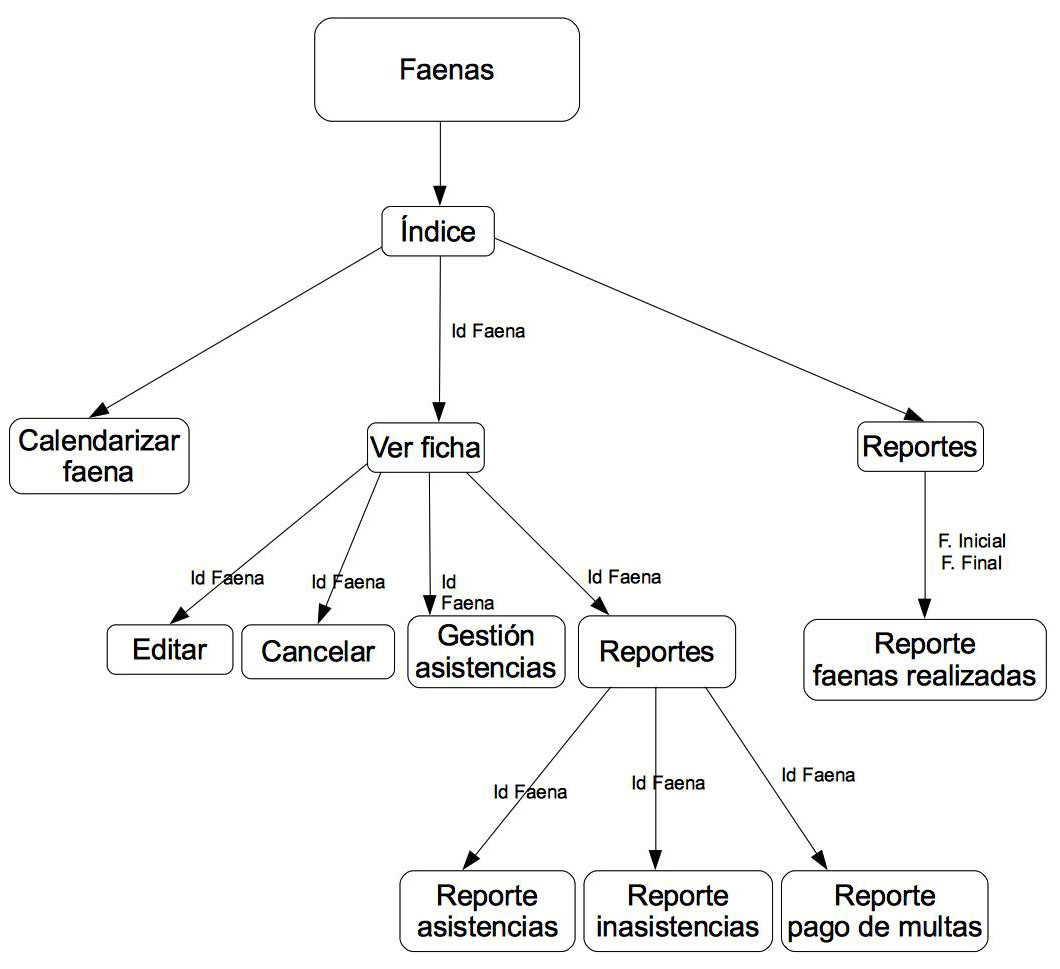 Faenas
Índice
Id Faena
Calendarizar
faena
Ver ficha
Reportes
F. Inicial
F. Final
Id Faena
Id Faena
Id
Faena
Id Faena
Editar
Cancelar
Gestión
asistencias
Reportes
Reporte
faenas realizadas
Id Faena
Id Faena
Id Faena
Reporte
asistencias
Reporte
inasistencias
Reporte
pago de multas